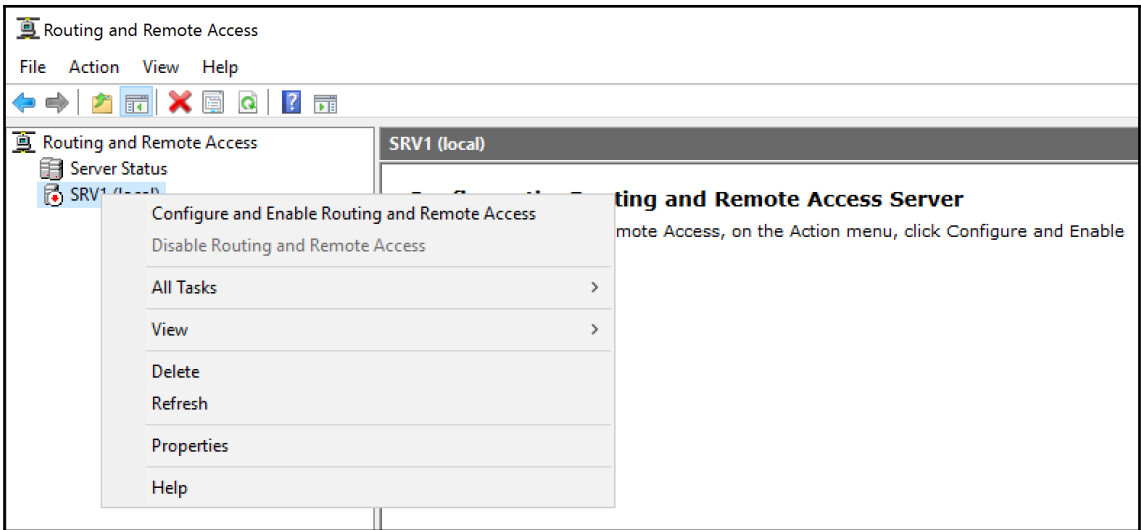 Routing and Remote Access
File Action View Help
Routing and Remote Access
Server Status
SRV1 (local)
SRV1 (local)
ting and Remote Access Server
mote Access, on the Action menu, click Configure and Enable
Configure and Enable Routing and Remote Access
Disable Routing and Remote Access
All Tasks
View
Delete
Refresh
Properties
Help